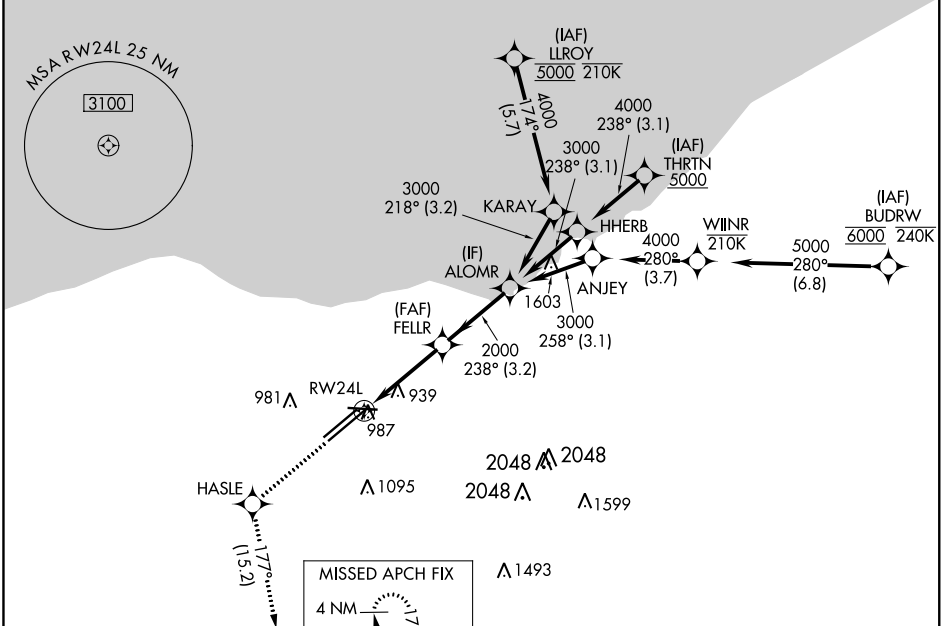 MSA RW24L 25 NM
3100
(IAF)
LLROY
5000 210K
4000
174°
(5.7)
4000
238° (3.1)
3000
238° (3.1)
(IAF)
THRTN
5000
3000
218° (3.2)
KARAY
HHERB
(IAF)
BUDRW
6000 240K
WIINR
210K
4000
280°
(3.7)
5000
280°
(6.8)
(IF)
ALOMR
ANJEY
1603
3000
258° (3.1)
(FAF)
FELLR
2000
238° (3.2)
RW24L
981
939
987
2048
2048
2048
1095
1599
HASLE
177°
(15.2)
1493
MISSED APCH FIX
4 NM